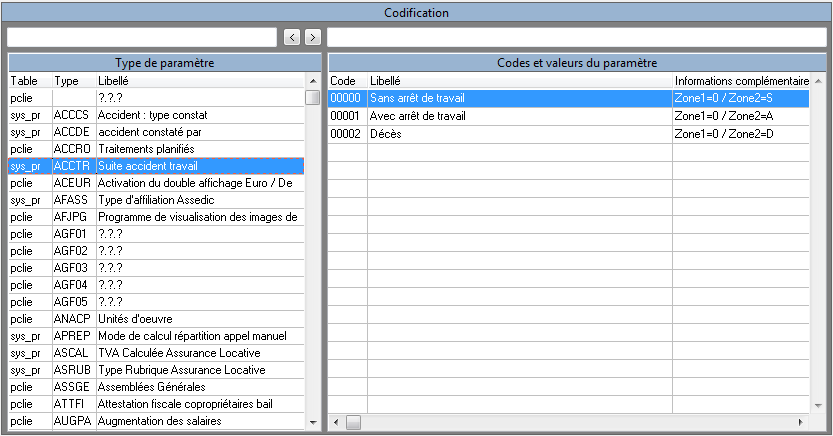 Codification
< >
Type de paramètre
Table Type Libellé
pclie ?.?.?
sys_pr ACCCS Accident : type constat
sys_pr ACCDE accident constaté par
pclie ACCRO Traitements planifiés
sys_pr ACCTR Suite accident travail
pclie ACEUR Activation du double affichage Euro / De
sys_pr AFASS Type d'affiliation Assedic
pclie AFJPG Programme de visualisation des images de
pclie AGF01 ?.?.?
pclie AGF02 ?.?.?
pclie AGF03 ?.?.?
pclie AGF04 ?.?.?
pclie AGF05 ?.?.?
pclie ANACP Unités d'oeuvre
sys_pr APREP Mode de calcul répartition appel manuel
sys_pr ASCAL TVA Calculée Assurance Locative
sys_pr ASRUB Type Rubrique Assurance Locative
pclie ASSGE Assemblées Générales
pclie ATTFI Attestation fiscale copropriétaires bail
pclie AUGPA Augmentation des salaires
Codes et valeurs du paramètre
Code Libellé Informations complémentaire
00000 Sans arrêt de travail Zone1=0 / Zone2=S
00001 Avec arrêt de travail Zone1=0 / Zone2=A
00002 Décès Zone1=0 / Zone2=D